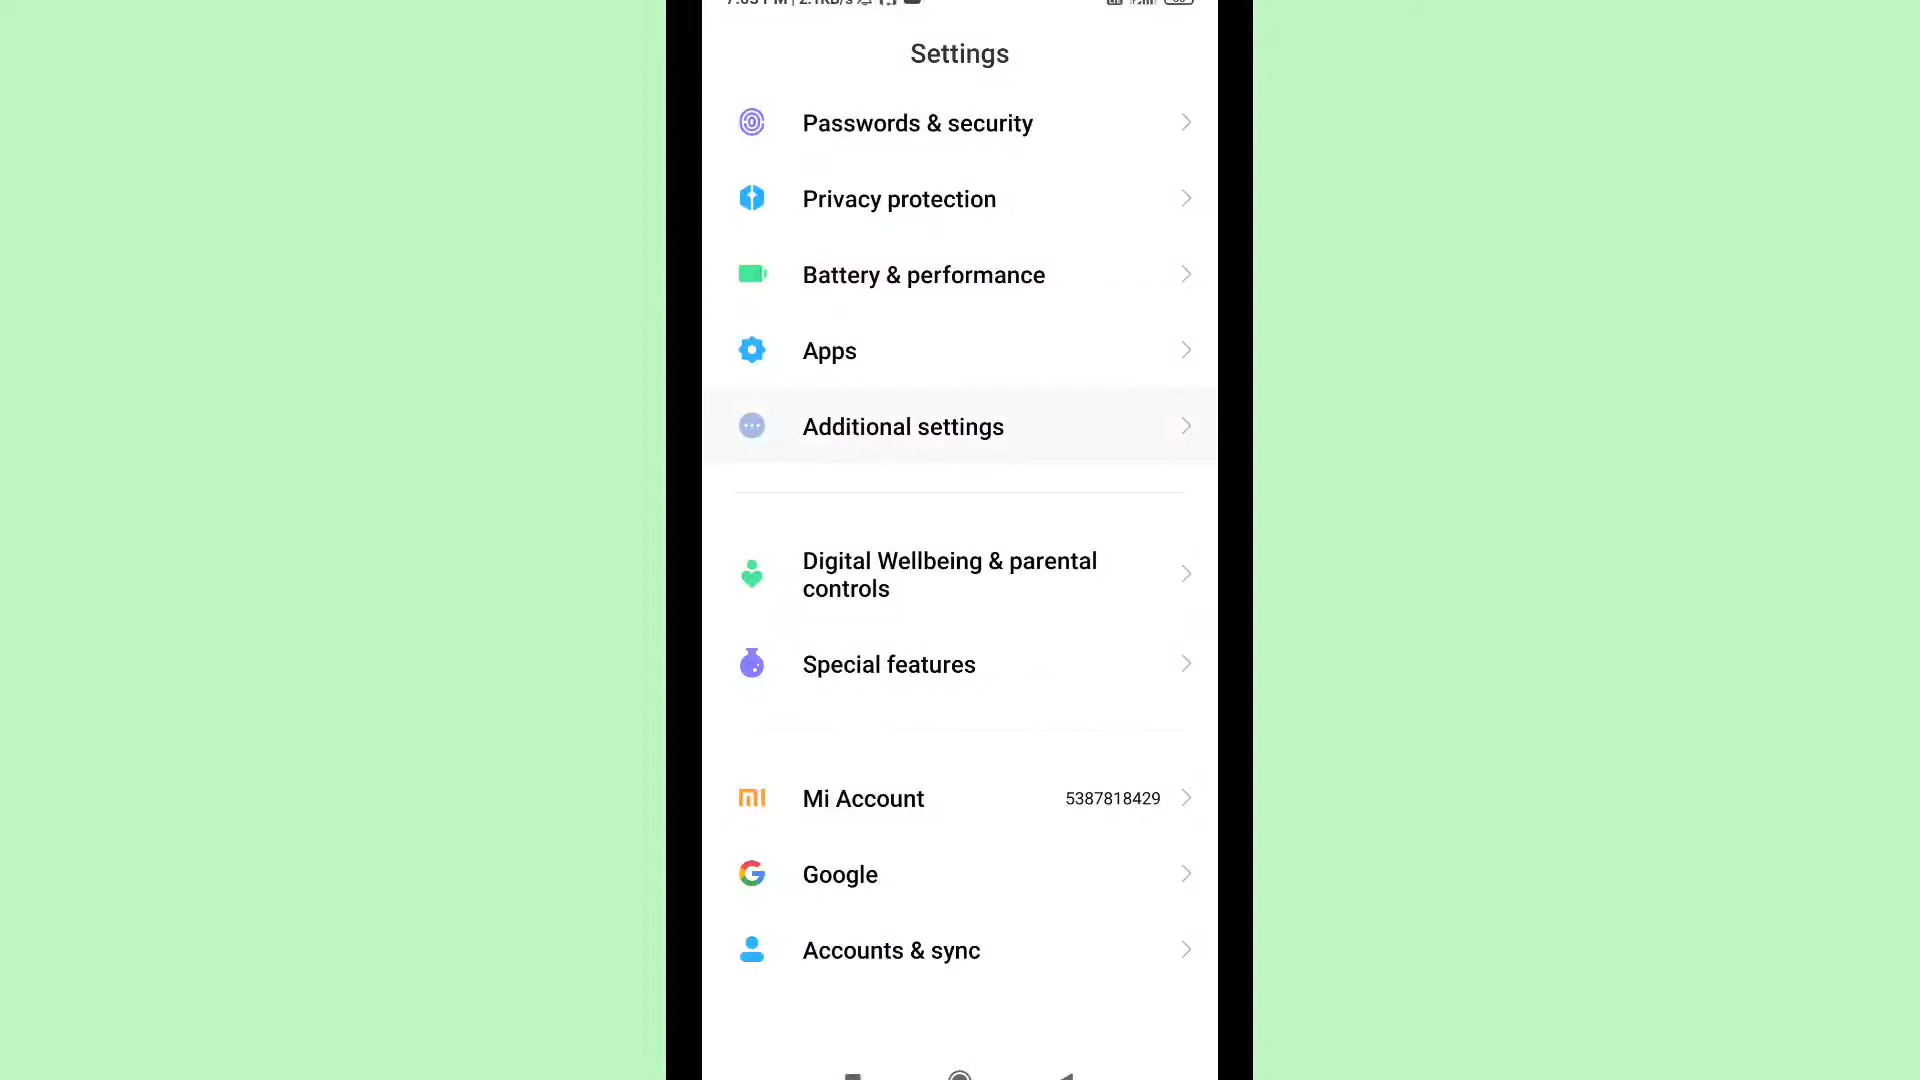 Settings
Passwords & security
Privacy protection
Battery & performance
Apps
Additional settings
Digital Wellbeing & parental
controls
Special features
Mi Account 5387818429
Google
Accounts & sync